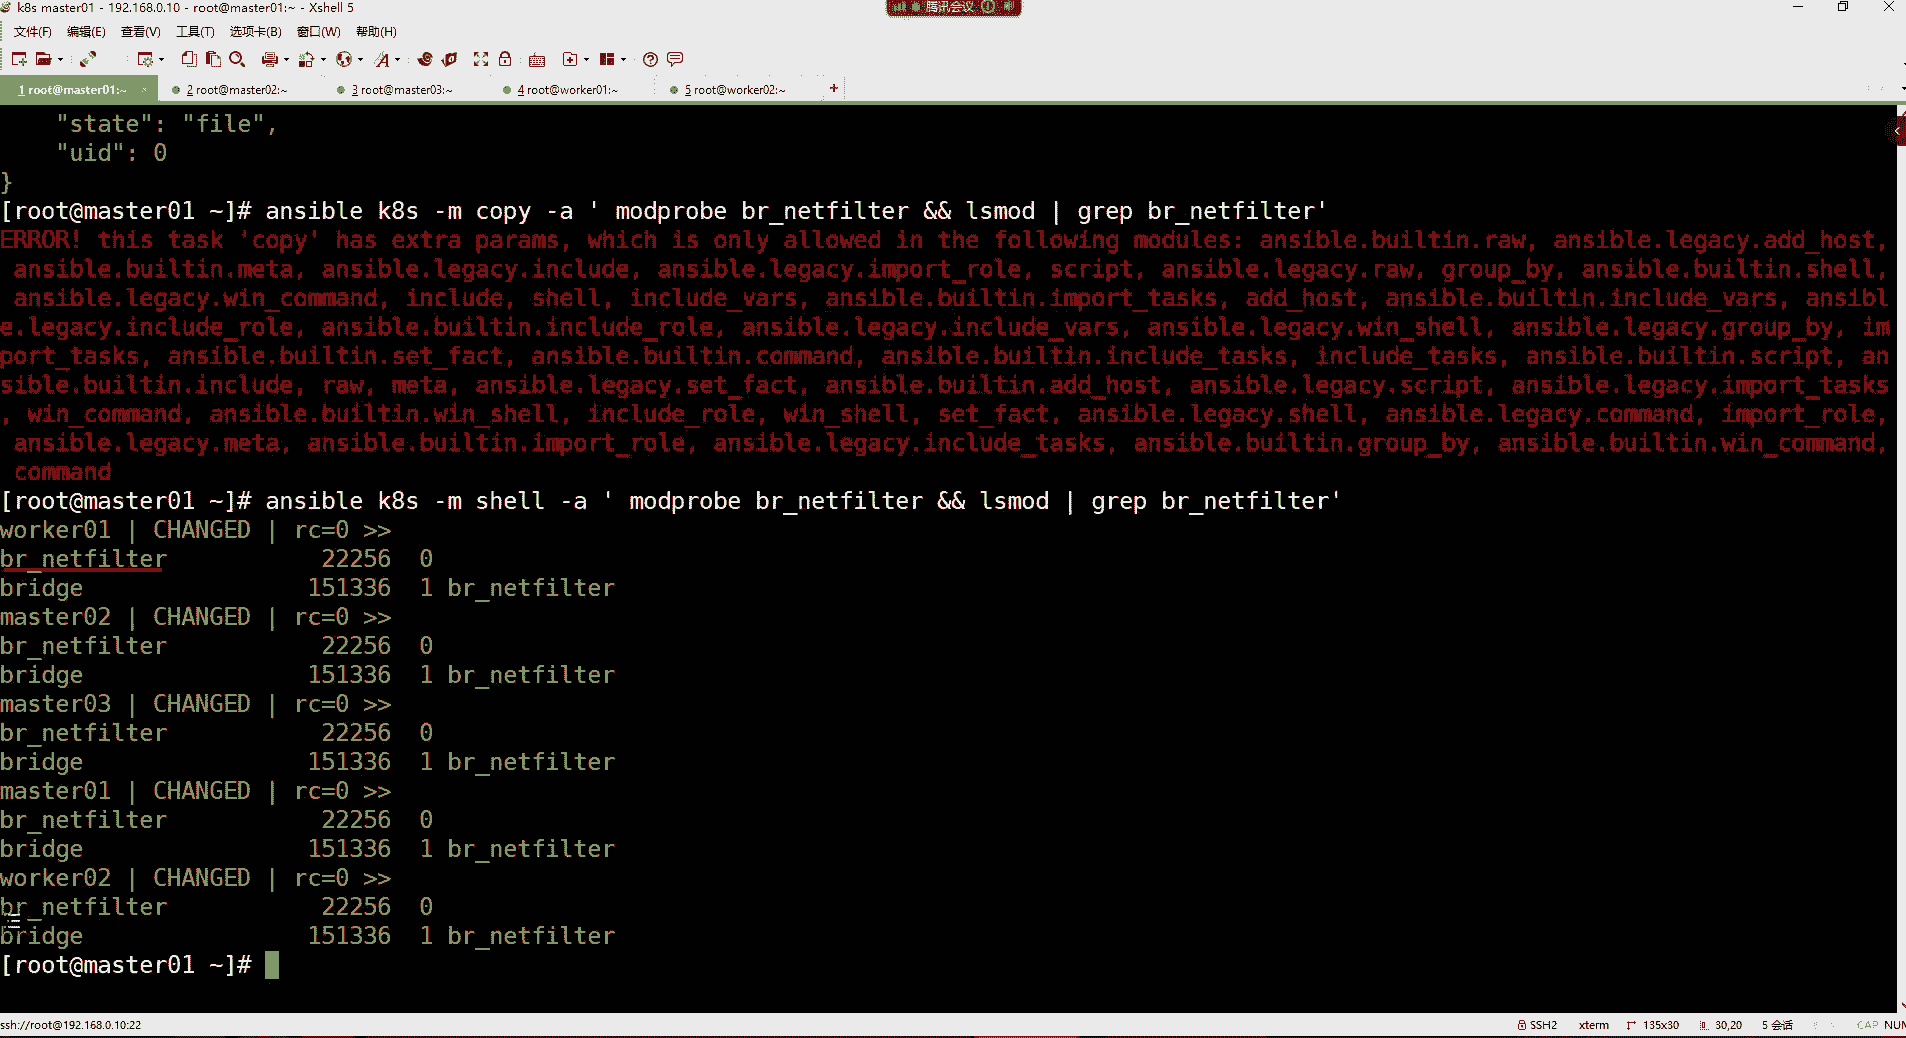 k8s master01 - 192.168.0.10 - root@master01:~ - Xshell 5
腾讯会议
文件(F) 编辑(E) 查看(V) 工具(T) 选项卡(B) 窗口(W) 帮助(H)
1 root@master01:~ × 2 root@master02:~ 3 root@master03:~ 4 root@worker01:~ 5 root@worker02:~ +
    "state": "file",
    "uid": 0
}
[root@master01 ~]# ansible k8s -m copy -a ' modprobe br_netfilter && lsmod | grep br_netfilter'
ERROR! this task 'copy' has extra params, which is only allowed in the following modules: ansible.builtin.raw, ansible.legacy.add_host,
 ansible.builtin.meta, ansible.legacy.include, ansible.legacy.import_role, script, ansible.legacy.raw, group_by, ansible.builtin.shell,
 ansible.legacy.win_command, include, shell, include_vars, ansible.builtin.import_tasks, add_host, ansible.builtin.include_vars, ansibl
e.legacy.include_role, ansible.builtin.include_role, ansible.legacy.include_vars, ansible.legacy.win_shell, ansible.legacy.group_by, im
port_tasks, ansible.builtin.set_fact, ansible.builtin.command, ansible.builtin.include_tasks, include_tasks, ansible.builtin.script, an
sible.builtin.include, raw, meta, ansible.legacy.set_fact, ansible.builtin.add_host, ansible.legacy.script, ansible.legacy.import_tasks
, win_command, ansible.builtin.win_shell, include_role, win_shell, set_fact, ansible.legacy.shell, ansible.legacy.command, import_role,
 ansible.legacy.meta, ansible.builtin.import_role, ansible.legacy.include_tasks, ansible.builtin.group_by, ansible.builtin.win_command,
 command
[root@master01 ~]# ansible k8s -m shell -a ' modprobe br_netfilter && lsmod | grep br_netfilter'
worker01 | CHANGED | rc=0 >>
br_netfilter           22256  0
bridge                151336  1 br_netfilter
master02 | CHANGED | rc=0 >>
br_netfilter           22256  0
bridge                151336  1 br_netfilter
master03 | CHANGED | rc=0 >>
br_netfilter           22256  0
bridge                151336  1 br_netfilter
master01 | CHANGED | rc=0 >>
br_netfilter           22256  0
bridge                151336  1 br_netfilter
worker02 | CHANGED | rc=0 >>
br_netfilter           22256  0
bridge                151336  1 br_netfilter
[root@master01 ~]#
ssh://root@192.168.0.10:22 SSH2 xterm 135x30 30,20 5 会话 CAP NUM